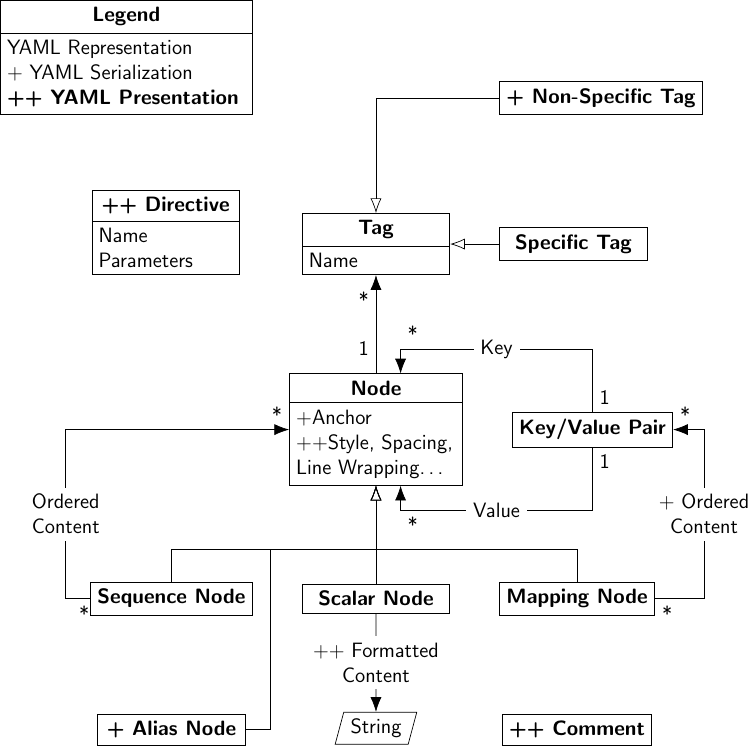 Legend
YAML Representation
+ YAML Serialization
++ YAML Presentation
+ Non-Specific Tag
++ Directive
Name
Parameters
Tag
Name
Specific Tag
*
1
*
Key
1
Node
+Anchor
++Style, Spacing,
Line Wrapping...
*
Key/Value Pair
*
1
Value
*
Ordered
Content
+ Ordered
Content
Sequence Node
*
Scalar Node
Mapping Node
*
++ Formatted
Content
+ Alias Node
String
++ Comment